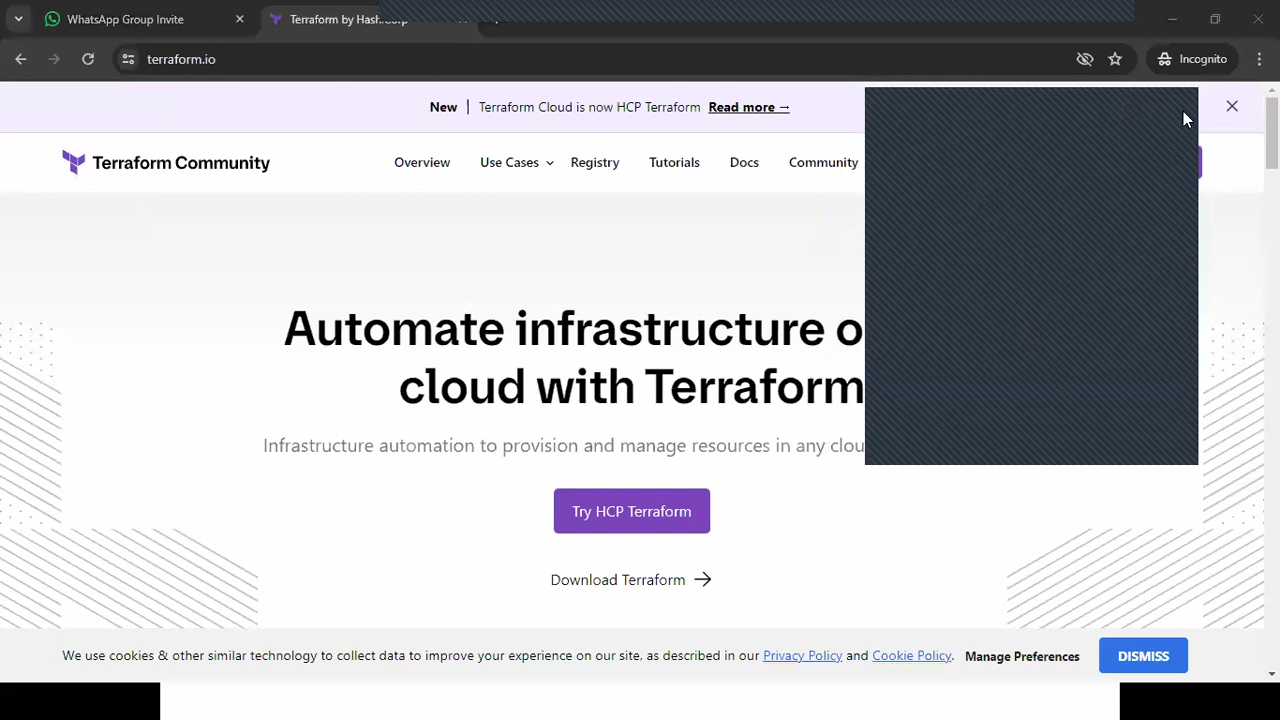 WhatsApp Group Invite
Terraform by HashiCorp
terraform.io
Incognito
New | Terraform Cloud is now HCP Terraform Read more →
Terraform Community
Overview Use Cases Registry Tutorials Docs Community
Automate infrastructure o
cloud with Terraform
Infrastructure automation to provision and manage resources in any clou
Try HCP Terraform
Download Terraform →
We use cookies & other similar technology to collect data to improve your experience on our site, as described in our Privacy Policy and Cookie Policy. Manage Preferences DISMISS